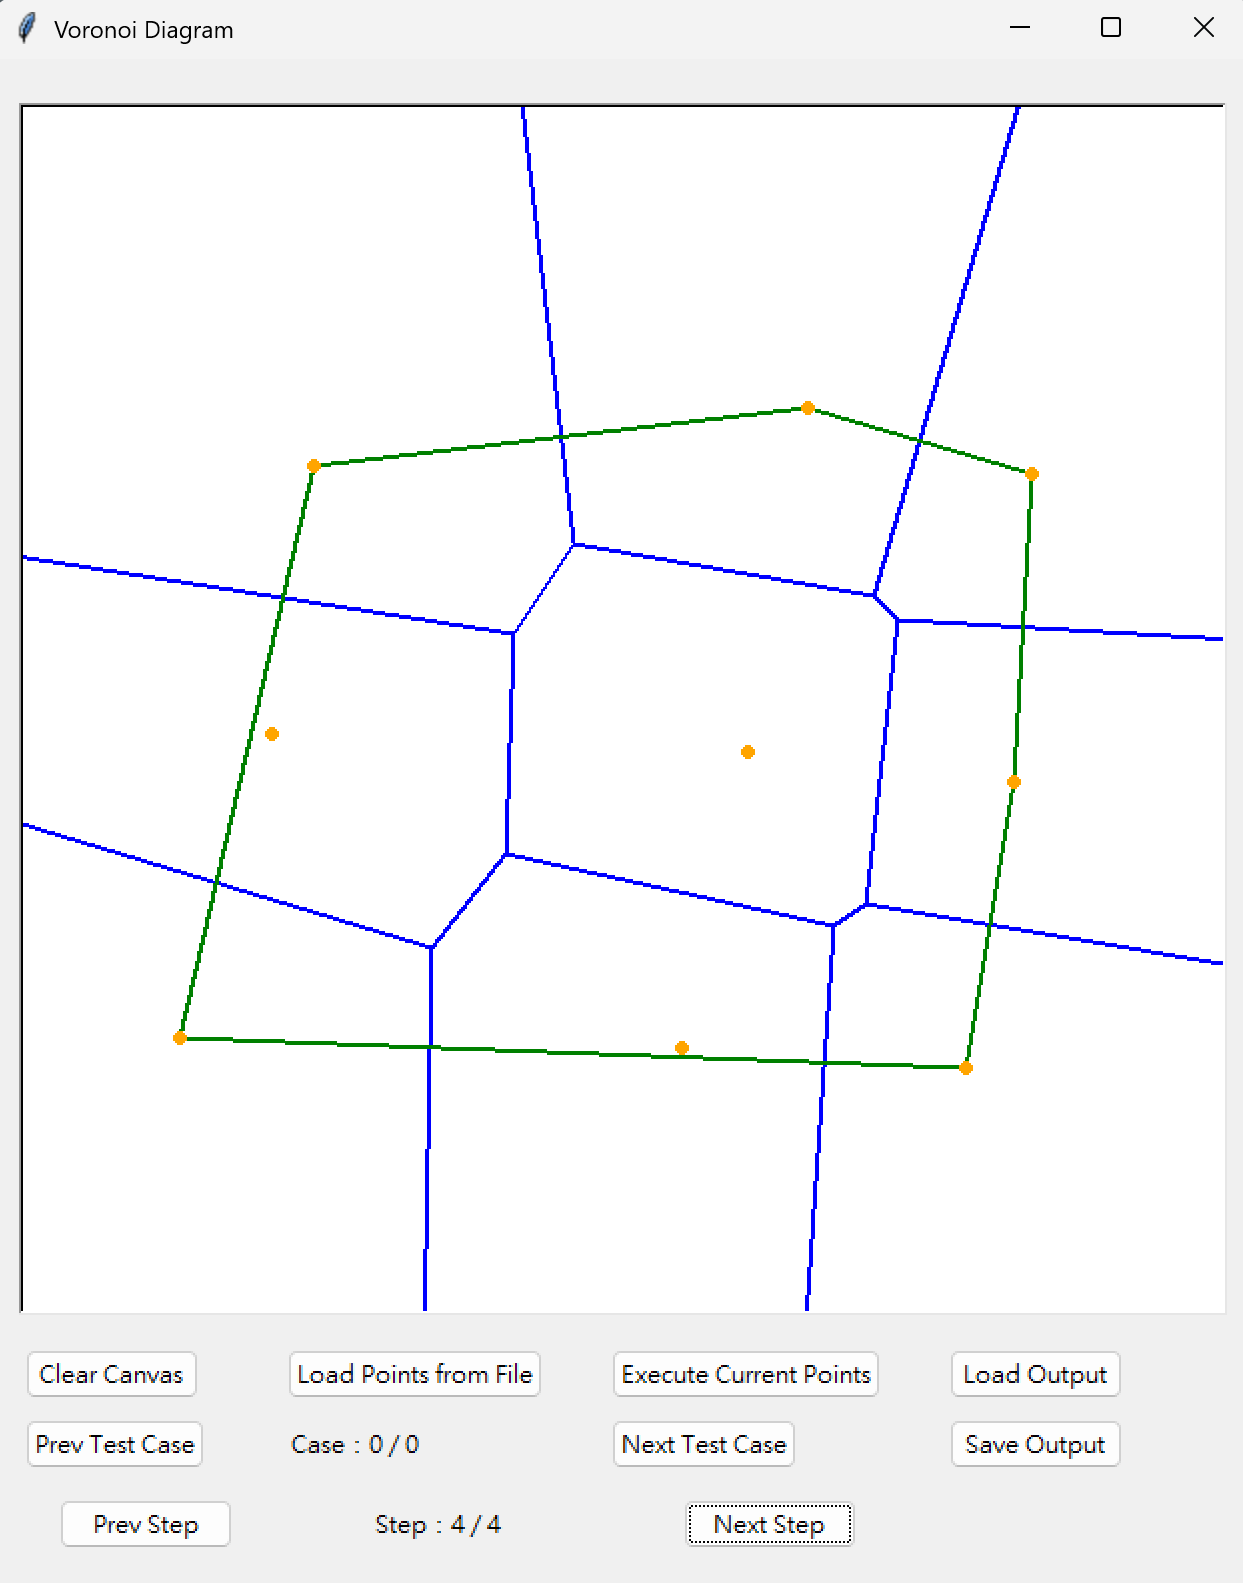 Voronoi Diagram
Clear Canvas Load Points from File Execute Current Points Load Output
Prev Test Case Case : 0 / 0 Next Test Case Save Output
Prev Step Step : 4 / 4 Next Step